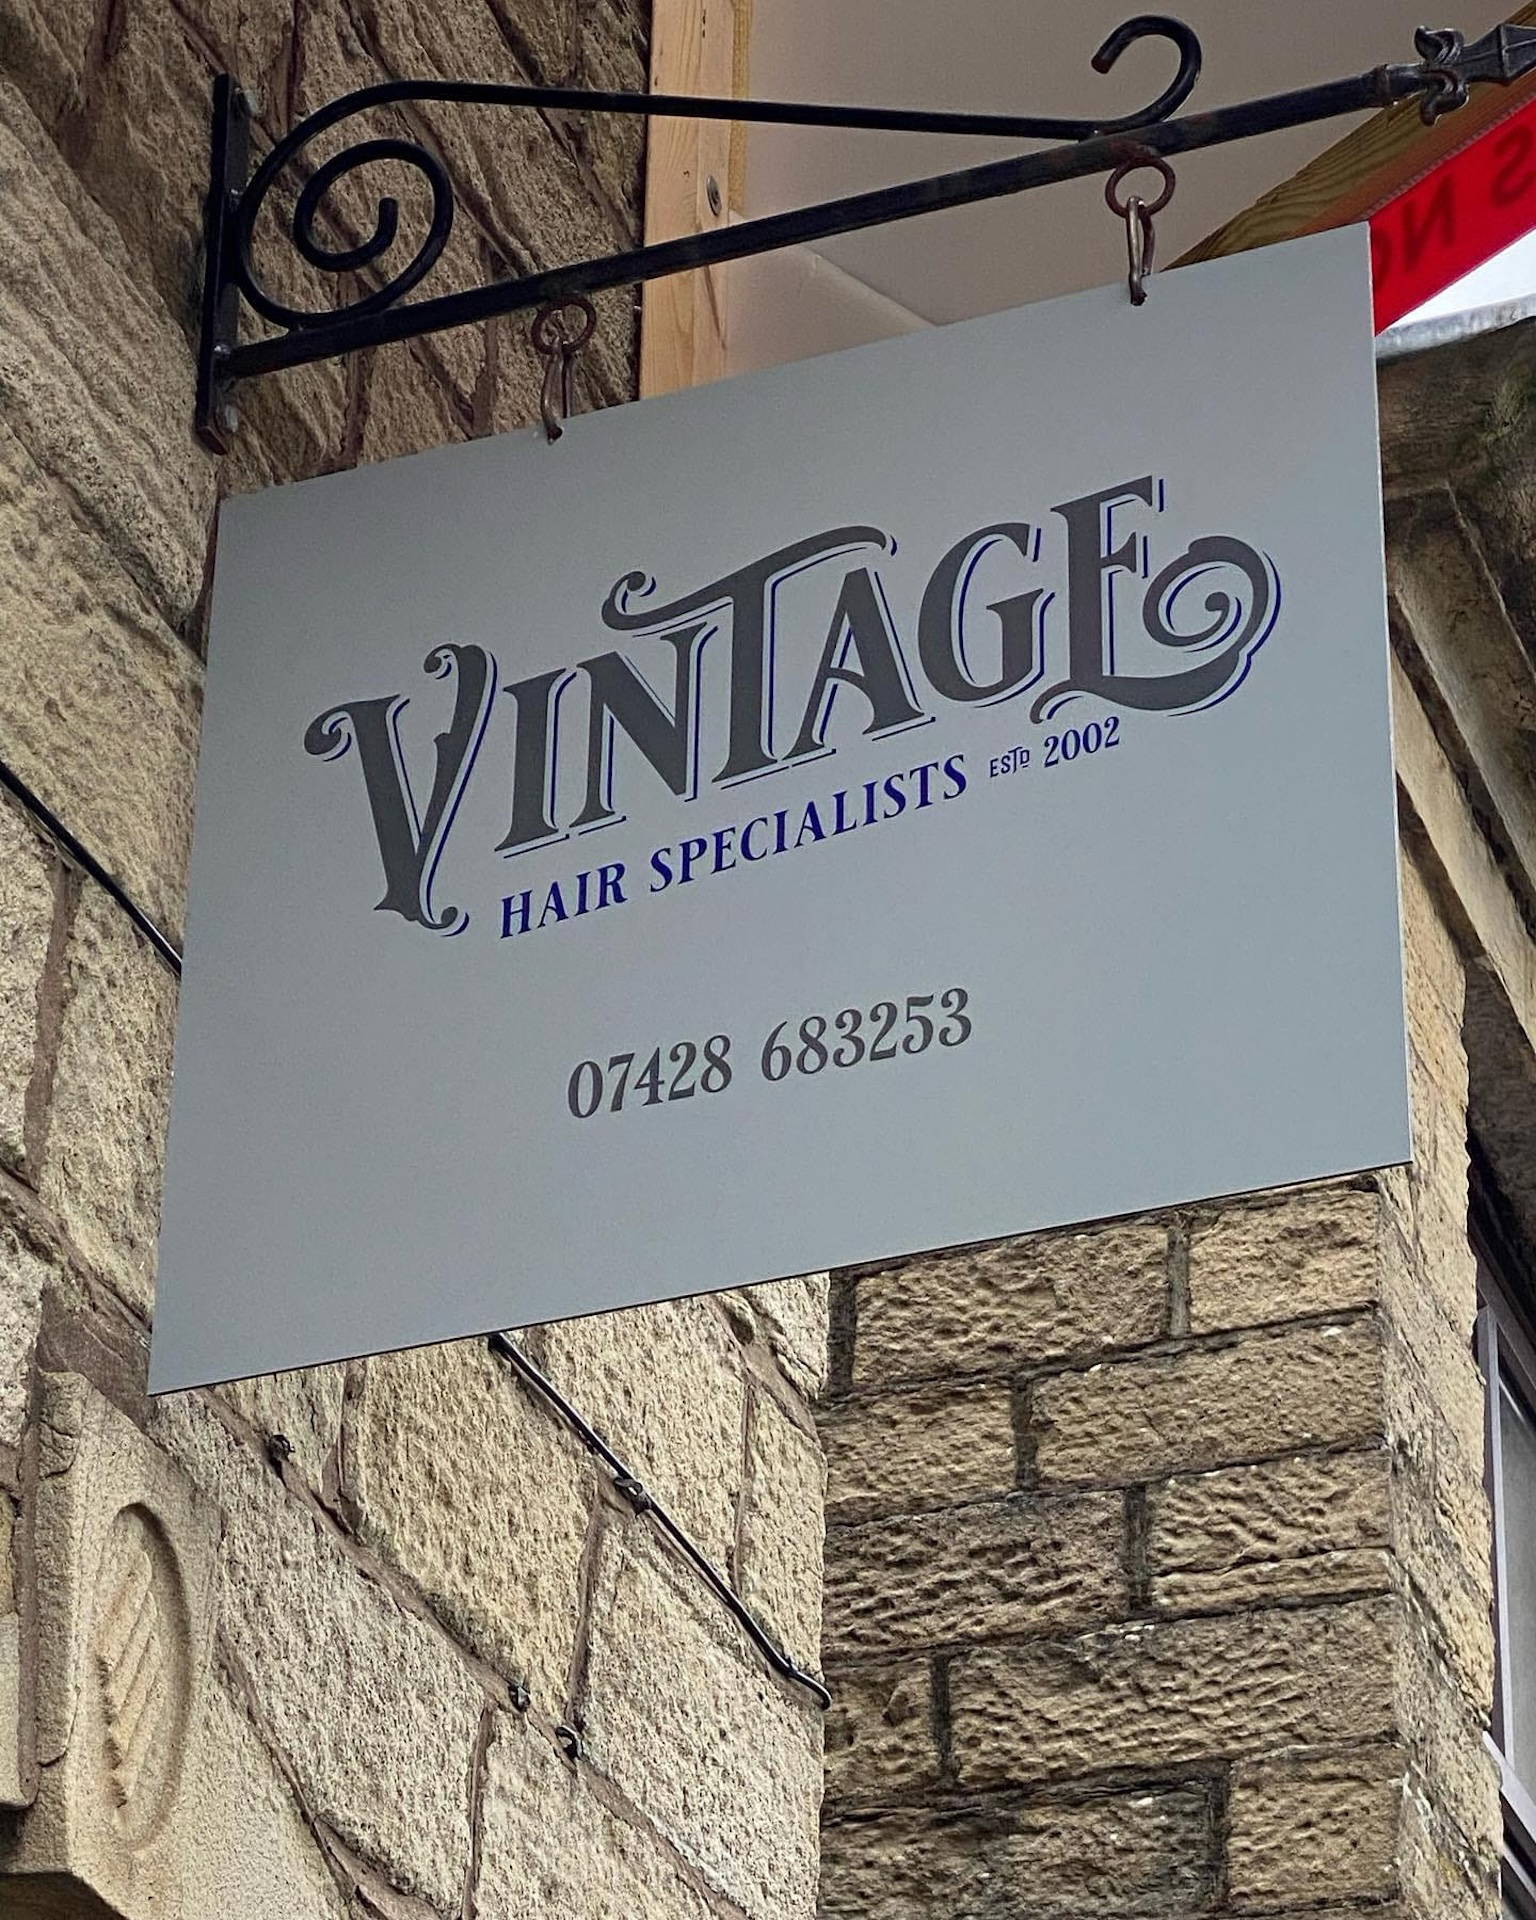 VINTAGE
HAIR SPECIALISTS ESTD 2002
07428 683253